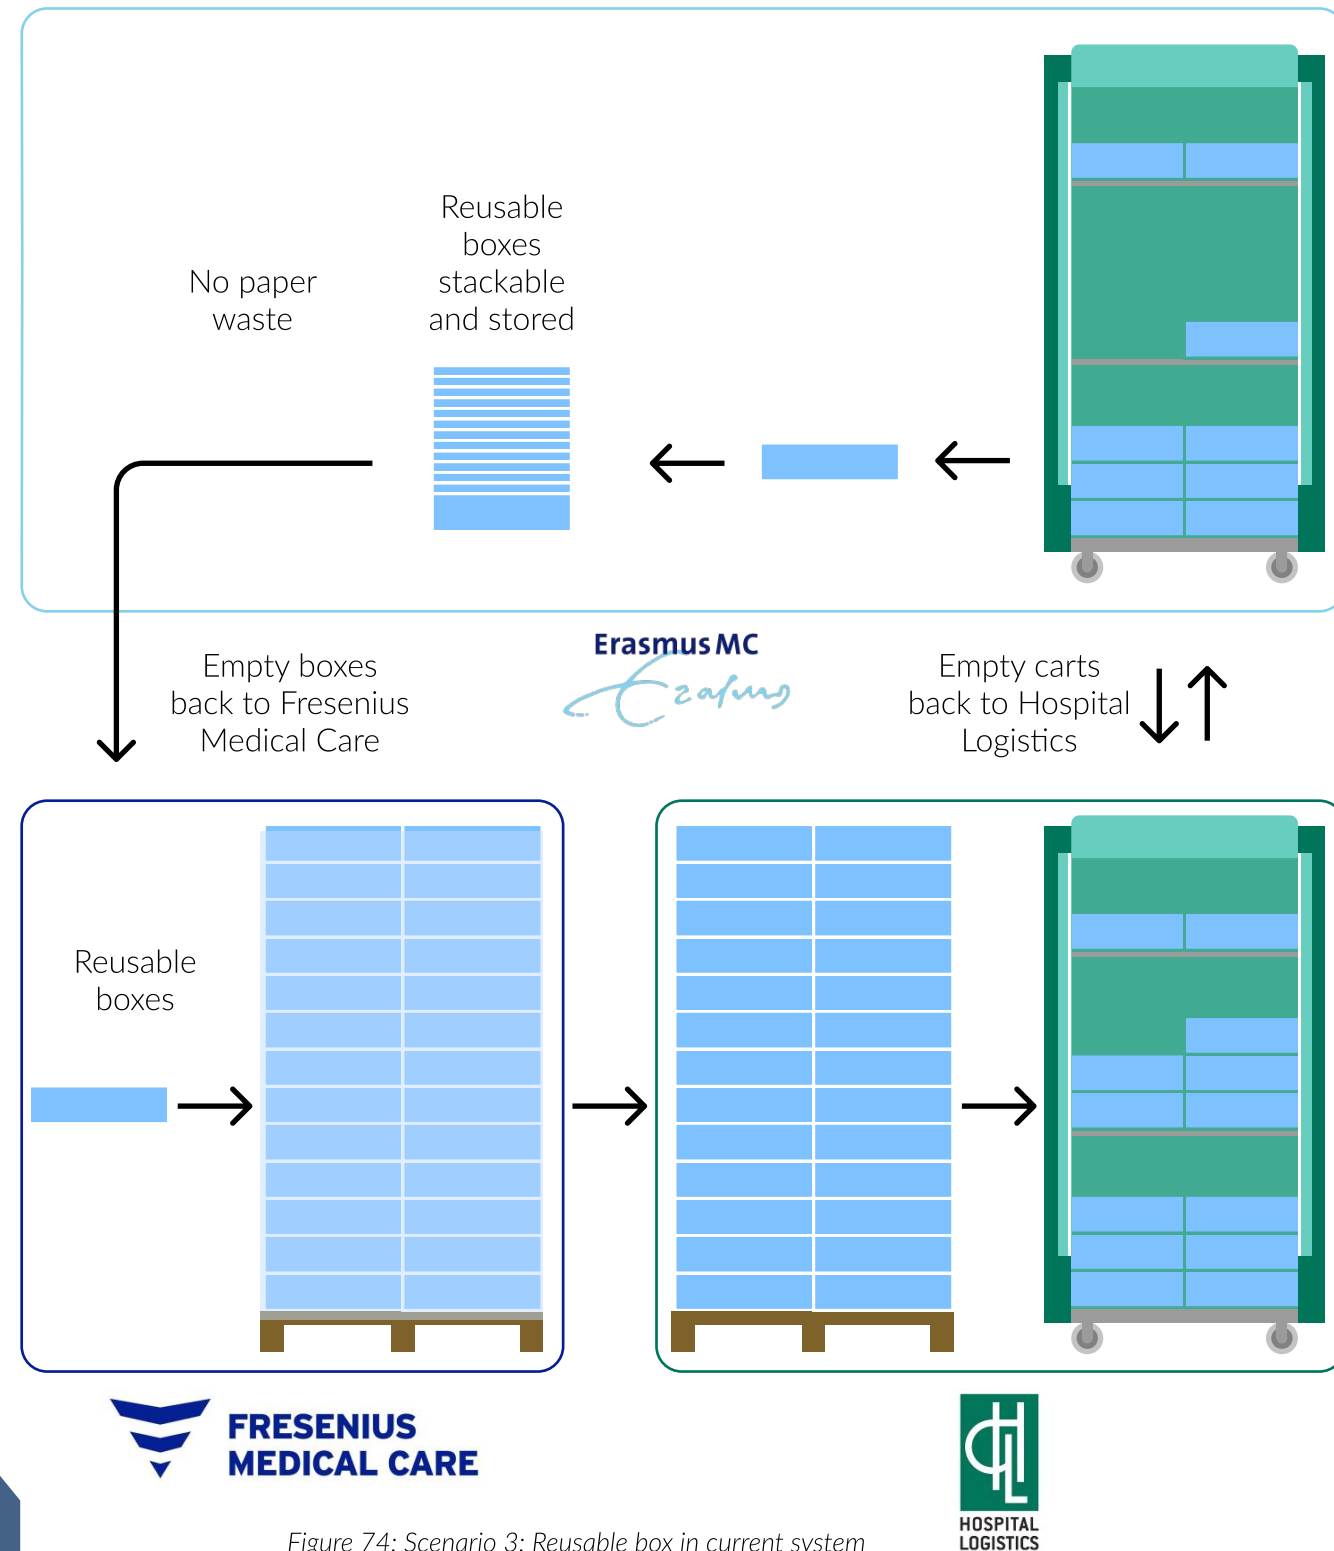 No paper
waste
Reusable
boxes
stackable
and stored
Empty boxes
back to Fresenius
Medical Care
Erasmus MC
Erasmus
Empty carts
back to Hospital
Logistics
Reusable
boxes
FRESENIUS
MEDICAL CARE
HL
HOSPITAL
LOGISTICS
Figure 74: Scenario 3: Reusable box in current system